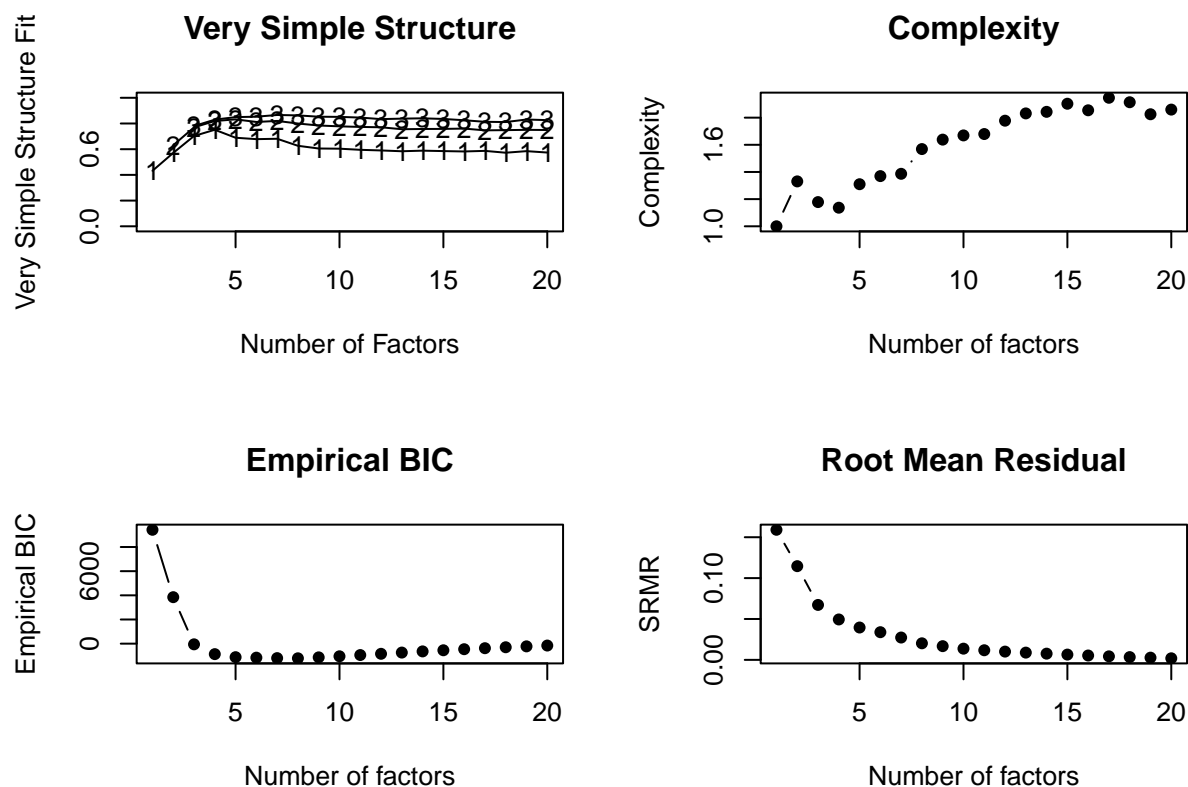 Very Simple Structure
Very Simple Structure Fit
0.6
0.0
5 10 15 20
Number of Factors
Complexity
Complexity
1.6
1.0
5 10 15 20
Number of factors
Empirical BIC
Empirical BIC
6000
0
5 10 15 20
Number of factors
Root Mean Residual
SRMR
0.10
0.00
5 10 15 20
Number of factors